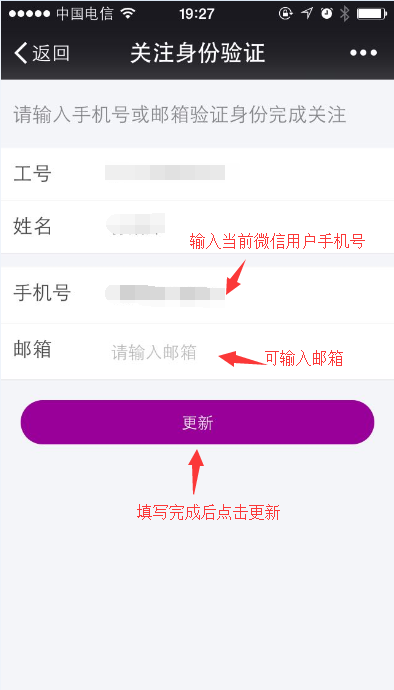 中国电信 19:27
返回 关注身份验证
请输入手机号或邮箱验证身份完成关注
工号
姓名
输入当前微信用户手机号
手机号
邮箱 请输入邮箱 可输入邮箱
更新
填写完成后点击更新